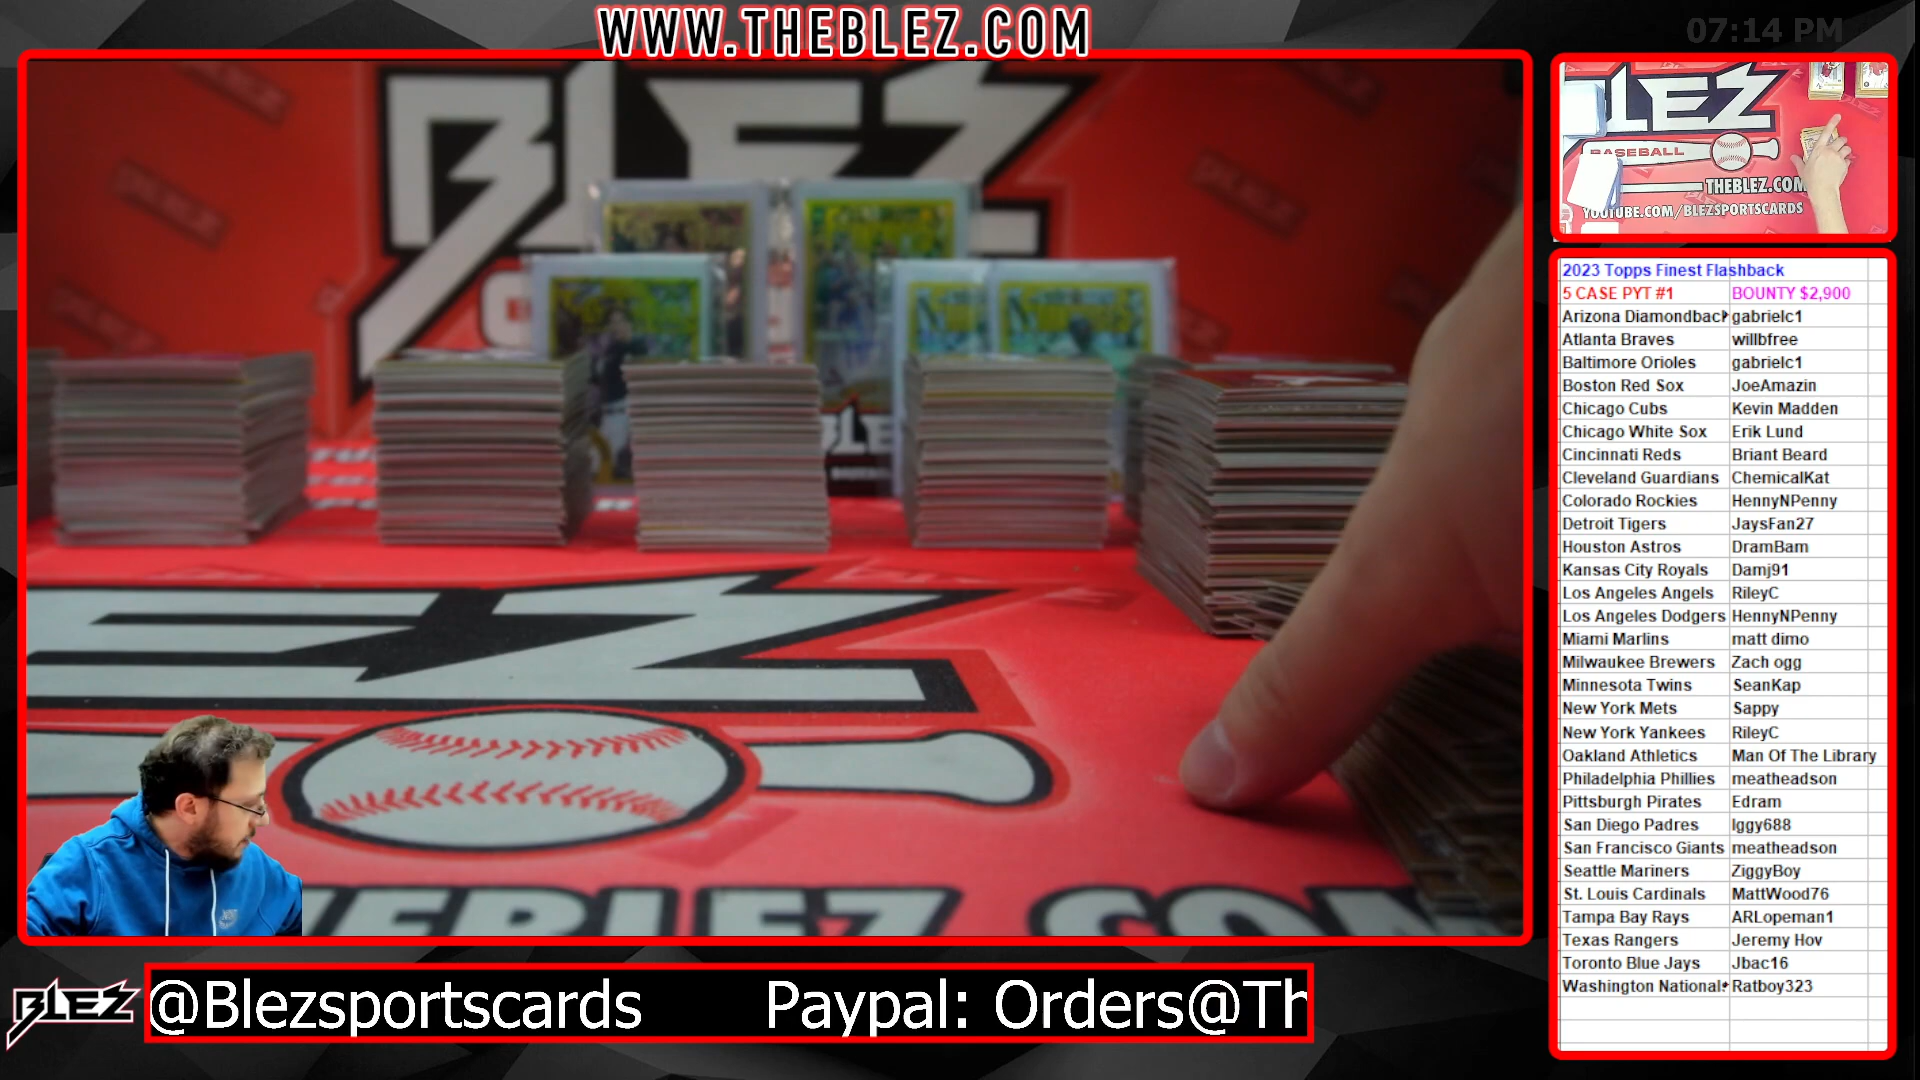 WWW.THEBLEZ.COM
07:14 PM
BLEZ
BLEZ
BASEBALL
THEBLEZ.COM
YOUTUBE.COM/BLEZSPORTSCARDS
2023 Topps Finest Flashback
5 CASE PYT #1 BOUNTY $2,900
Arizona Diamondback gabrielc1
Atlanta Braves willbfree
Baltimore Orioles gabrielc1
Boston Red Sox JoeAmazin
Chicago Cubs Kevin Madden
Chicago White Sox Erik Lund
Cincinnati Reds Briant Beard
Cleveland Guardians ChemicalKat
Colorado Rockies HennyNPenny
Detroit Tigers JaysFan27
Houston Astros DramBam
Kansas City Royals Damj91
Los Angeles Angels RileyC
Los Angeles Dodgers HennyNPenny
Miami Marlins matt dimo
Milwaukee Brewers Zach ogg
Minnesota Twins SeanKap
New York Mets Sappy
New York Yankees RileyC
Oakland Athletics Man Of The Library
Philadelphia Phillies meatheadson
Pittsburgh Pirates Edram
San Diego Padres Iggy688
San Francisco Giants meatheadson
Seattle Mariners ZiggyBoy
St. Louis Cardinals MattWood76
Tampa Bay Rays ARLopeman1
Texas Rangers Jeremy Hov
Toronto Blue Jays Jbac16
Washington Nationals Ratboy323
THEBLEZ.COM
BLEZ @Blezsportscards Paypal: Orders@Th